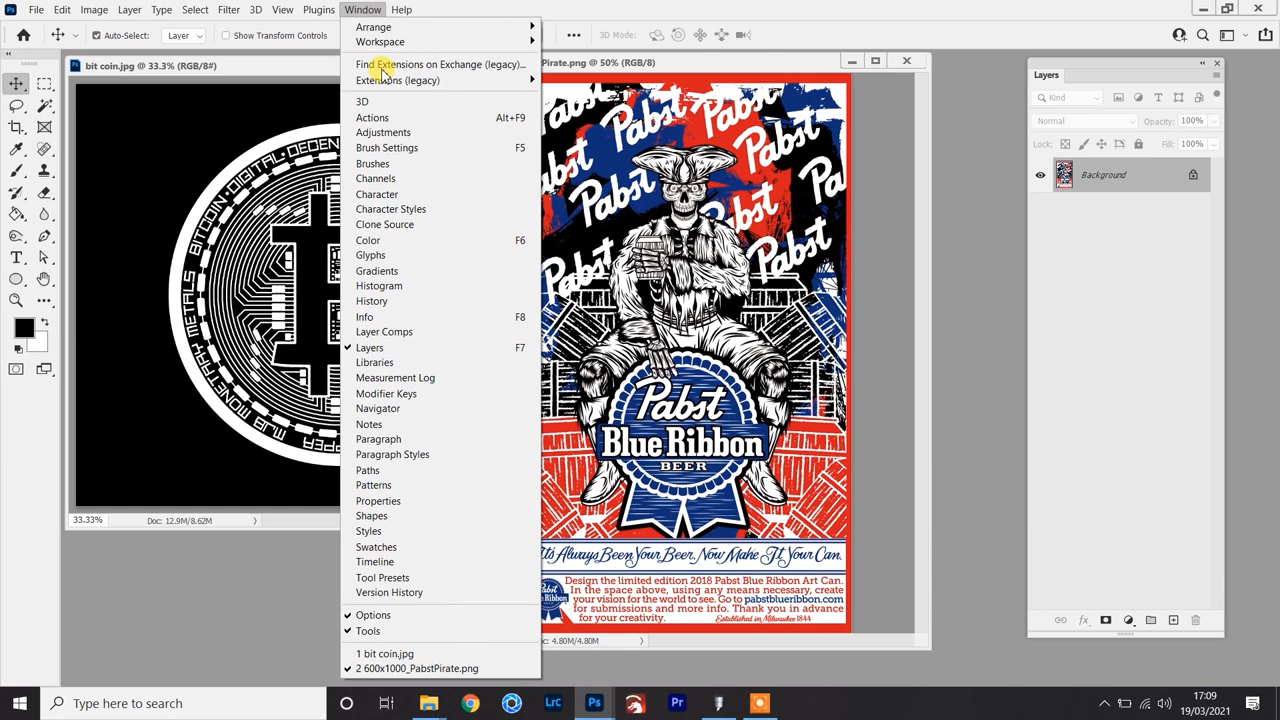 Ps File Edit Image Layer Type Select Filter 3D View Plugins Window Help
Auto-Select: Layer Show Transform Controls ••• 3D Mode:
bit coin.jpg @ 33.3% (RGB/8#)
Pirate.png @ 50% (RGB/8)
Arrange
Workspace
Find Extensions on Exchange (legacy)...
Extensions (legacy)
3D
Actions Alt+F9
Adjustments
Brush Settings F5
Brushes
Channels
Character
Character Styles
Clone Source
Color F6
Glyphs
Gradients
Histogram
History
Info F8
Layer Comps
Layers F7
Libraries
Measurement Log
Modifier Keys
Navigator
Notes
Paragraph
Paragraph Styles
Paths
Patterns
Properties
Shapes
Styles
Swatches
Timeline
Tool Presets
Version History
Options
Tools
1 bit coin.jpg
2 600x1000_PabstPirate.png
BITCOIN • DIGITAL
METALS
33.33% Doc: 12.9M/8.62M
Pabst Pabst
Pabst Pabst
Pabst
Pabst
Pabst
Pabst
Blue Ribbon
BEER
It's Always Been Your Beer. Now Make It Your Can.
Design the limited edition 2018 Pabst Blue Ribbon Art Can.
In the space above, using any means necessary, create
your vision for the world to see. Go to pabstblueribbon.com
for submissions and more info. Thank you in advance
for your creativity. Established in Milwaukee 1844
Blue Ribbon
c: 4.80M/4.80M
Layers
Kind
Normal Opacity: 100%
Lock: Fill: 100%
Background
Type here to search
LrC Ps Pr
17:09
19/03/2021